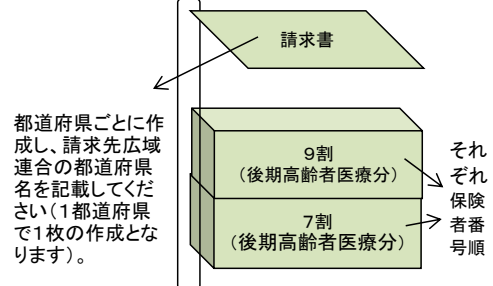 請求書
都道府県ごとに作
成し、請求先広域
連合の都道府県
名を記載してくだ
さい（１都道府県
で１枚の作成とな
ります）。
９割
（後期高齢者医療分）
７割
（後期高齢者医療分）
それ
ぞれ
保険
者番
号順